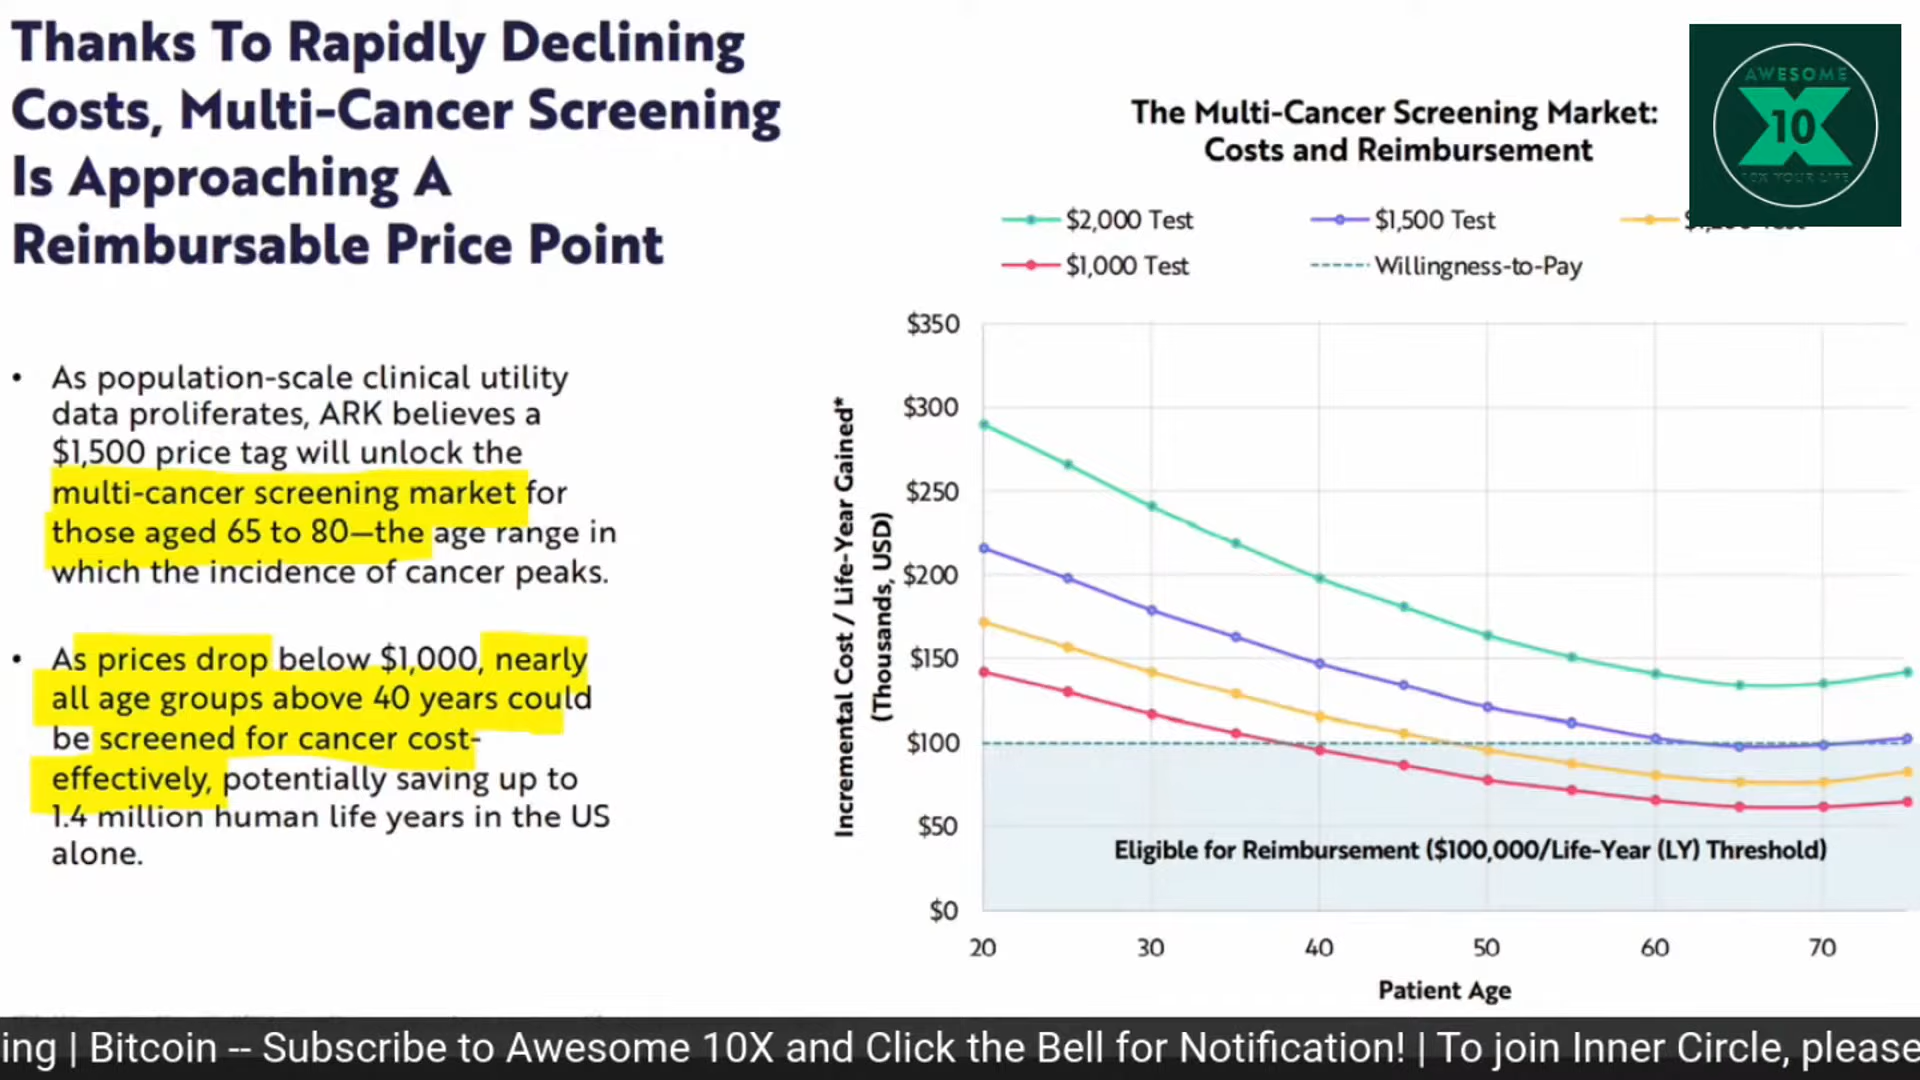 Thanks To Rapidly Declining
Costs, Multi-Cancer Screening
Is Approaching A
Reimbursable Price Point
• As population-scale clinical utility
data proliferates, ARK believes a
$1,500 price tag will unlock the
multi-cancer screening market for
those aged 65 to 80—the age range in
which the incidence of cancer peaks.
• As prices drop below $1,000, nearly
all age groups above 40 years could
be screened for cancer cost-
effectively, potentially saving up to
1.4 million human life years in the US
alone.
The Multi-Cancer Screening Market:
Costs and Reimbursement
AWESOME
10
10X YOUR LIFE
$2,000 Test
$1,500 Test
$1,000 Test
Willingness-to-Pay
Incremental Cost / Life-Year Gained*
(Thousands, USD)
$350
$300
$250
$200
$150
$100
$50
$0
Eligible for Reimbursement ($100,000/Life-Year (LY) Threshold)
20 30 40 50 60 70
Patient Age
ing | Bitcoin -- Subscribe to Awesome 10X and Click the Bell for Notification! | To join Inner Circle, please